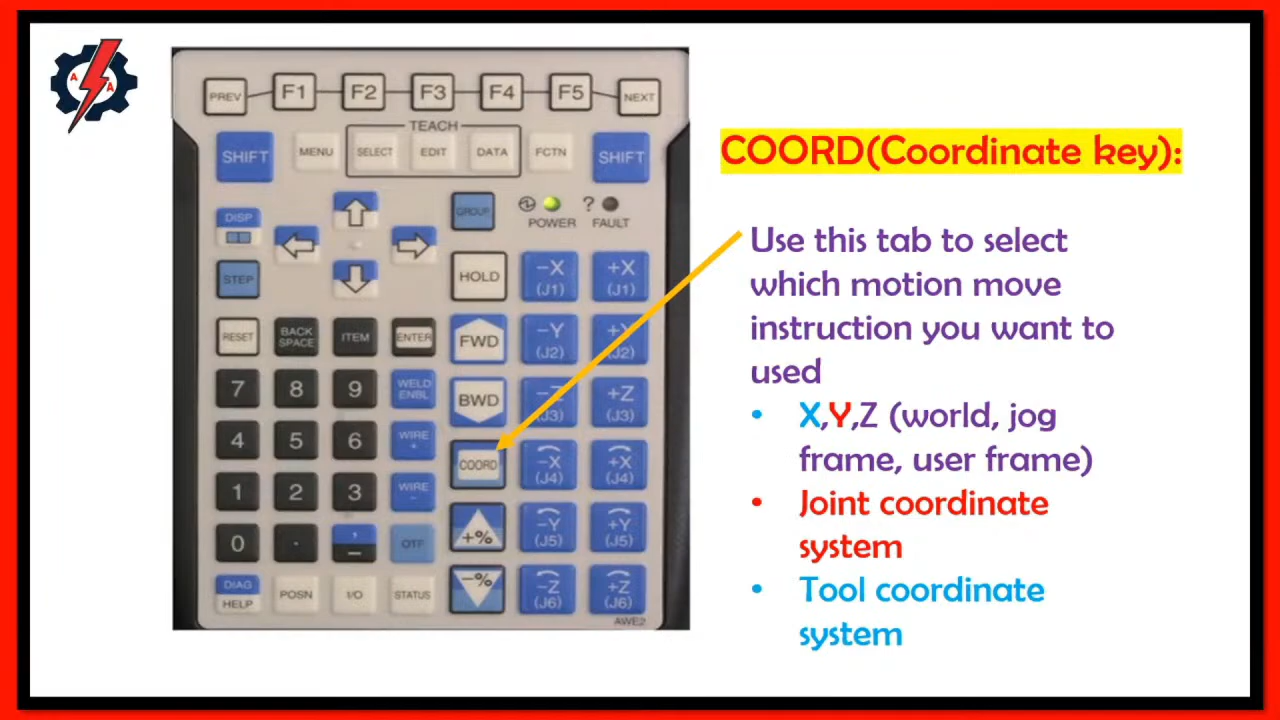 A A
PREV F1 F2 F3 F4 F5 NEXT
TEACH
SHIFT MENU SELECT EDIT DATA FCTN SHIFT
COORD(Coordinate key):
DISP GROUP POWER ? FAULT
STEP HOLD -X (J1) +X (J1)
Use this tab to select
which motion move
instruction you want to
used
RESET BACK SPACE ITEM ENTER FWD -Y (J2) +Y (J2)
7 8 9 WELD ENBL BWD -Z (J3) +Z (J3)
• X,Y,Z (world, jog
frame, user frame)
4 5 6 WIRE + COORD -X (J4) +X (J4)
1 2 3 WIRE - +% -Y (J5) +Y (J5)
• Joint coordinate
system
0 . , - OTF
DIAG HELP POSN I/O STATUS -% -Z (J6) +Z (J6)
AWE2
• Tool coordinate
system